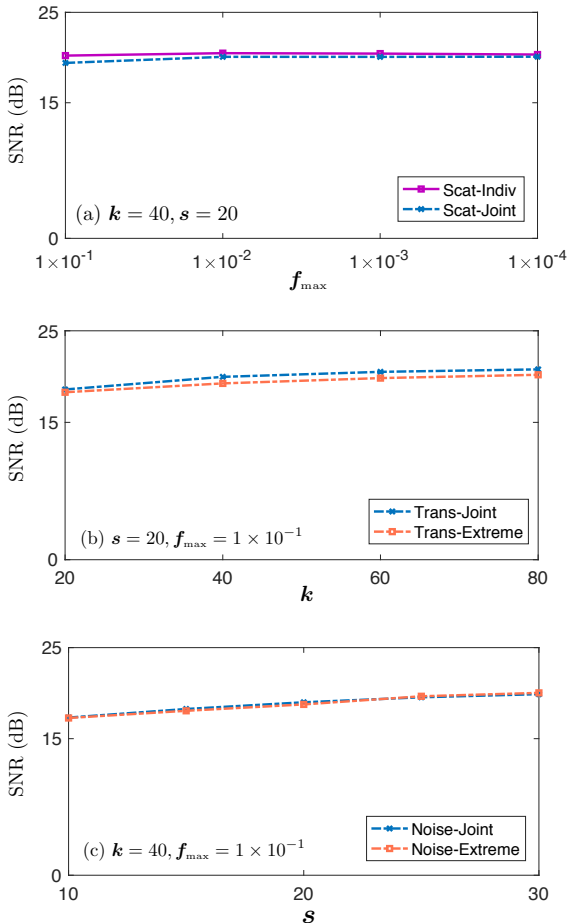 25
15
0
SNR (dB)
Scat-Indiv
Scat-Joint
(a) k = 40, s = 20
1×10⁻¹ 1×10⁻² 1×10⁻³ 1×10⁻⁴
f_max
25
15
0
SNR (dB)
Trans-Joint
Trans-Extreme
(b) s = 20, f_max = 1 × 10⁻¹
20 40 60 80
k
25
15
0
SNR (dB)
Noise-Joint
Noise-Extreme
(c) k = 40, f_max = 1 × 10⁻¹
10 20 30
s